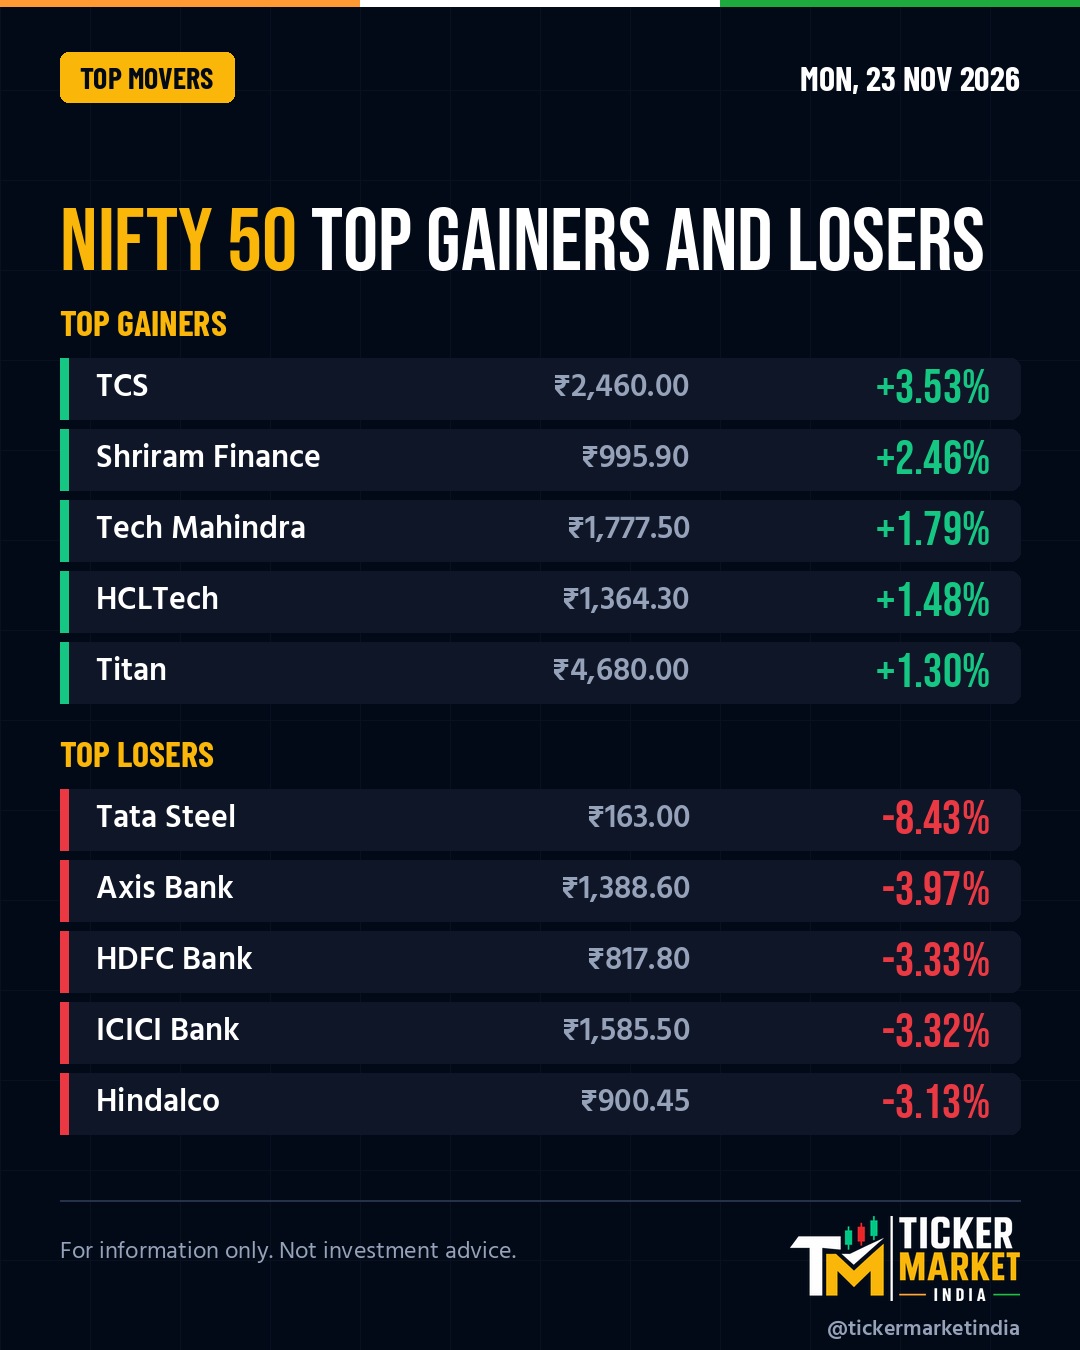 TOP MOVERS
MON, 23 NOV 2026
NIFTY 50 TOP GAINERS AND LOSERS
TOP GAINERS
TCS ₹2,460.00 +3.53%
Shriram Finance ₹995.90 +2.46%
Tech Mahindra ₹1,777.50 +1.79%
HCLTech ₹1,364.30 +1.48%
Titan ₹4,680.00 +1.30%
TOP LOSERS
Tata Steel ₹163.00 -8.43%
Axis Bank ₹1,388.60 -3.97%
HDFC Bank ₹817.80 -3.33%
ICICI Bank ₹1,585.50 -3.32%
Hindalco ₹900.45 -3.13%
For information only. Not investment advice.
TM
TICKER
MARKET
INDIA
@tickermarketindia